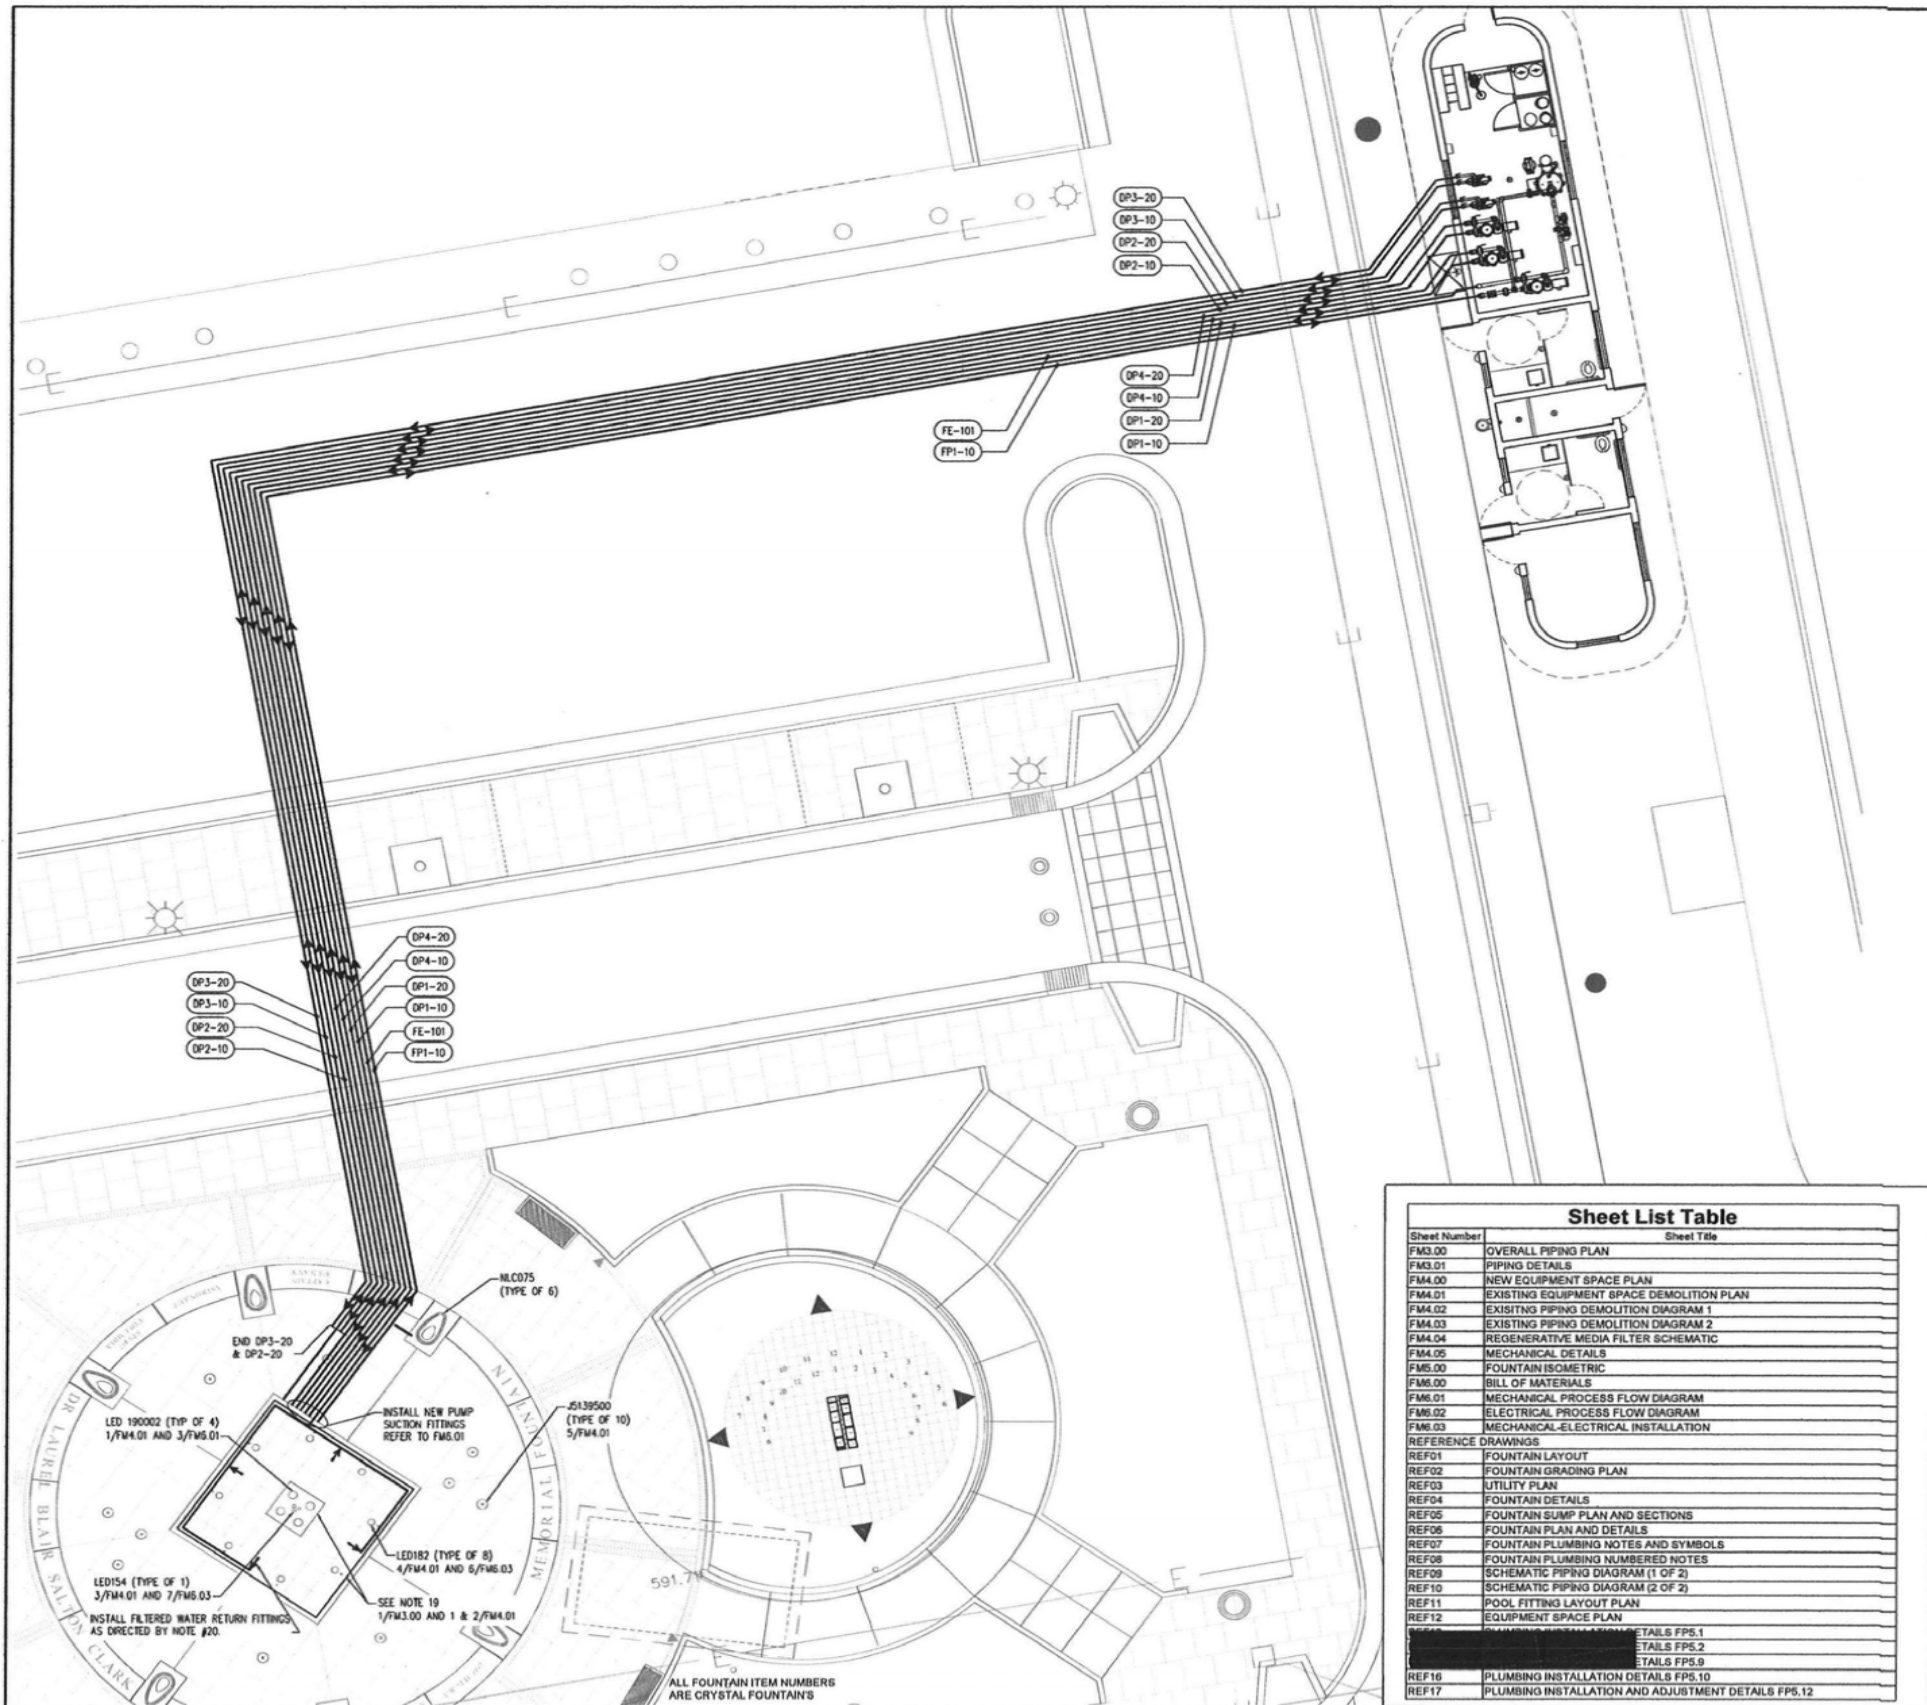 DP3-20
DP3-10
DP2-20
DP2-10
DP4-20
DP4-10
DP1-20
DP1-10
FE-101
FP1-10
DP4-20
DP4-10
DP1-20
DP1-10
FE-101
FP1-10
DP3-20
DP3-10
DP2-20
DP2-10
NLC075
(TYPE OF 6)
END DP3-20
& DP2-20
INSTALL NEW PUMP
SUCTION FITTINGS
REFER TO FM6.01
JS139500
(TYPE OF 10)
5/FM4.01
LED 190002 (TYP OF 4)
1/FM4.01 AND 3/FM6.01
LED182 (TYPE OF 8)
4/FM4.01 AND 6/FM6.03
LED154 (TYPE OF 1)
3/FM4.01 AND 7/FM6.03
SEE NOTE 19
1/FM3.00 AND 1 & 2/FM4.01
INSTALL FILTERED WATER RETURN FITTINGS
AS DIRECTED BY NOTE #20.
DR LAUREL BLAIR SALTON CLARK
MEMORIAL FOUNTAIN
591.71
ALL FOUNTAIN ITEM NUMBERS
ARE CRYSTAL FOUNTAIN'S
Sheet List Table
Sheet Number Sheet Title
FM3.00 OVERALL PIPING PLAN
FM3.01 PIPING DETAILS
FM4.00 NEW EQUIPMENT SPACE PLAN
FM4.01 EXISTING EQUIPMENT SPACE DEMOLITION PLAN
FM4.02 EXISITNG PIPING DEMOLITION DIAGRAM 1
FM4.03 EXISTING PIPING DEMOLITION DIAGRAM 2
FM4.04 REGENERATIVE MEDIA FILTER SCHEMATIC
FM4.05 MECHANICAL DETAILS
FM5.00 FOUNTAIN ISOMETRIC
FM6.00 BILL OF MATERIALS
FM6.01 MECHANICAL PROCESS FLOW DIAGRAM
FM6.02 ELECTRICAL PROCESS FLOW DIAGRAM
FM6.03 MECHANICAL-ELECTRICAL INSTALLATION
REFERENCE DRAWINGS
REF01 FOUNTAIN LAYOUT
REF02 FOUNTAIN GRADING PLAN
REF03 UTILITY PLAN
REF04 FOUNTAIN DETAILS
REF05 FOUNTAIN SUMP PLAN AND SECTIONS
REF06 FOUNTAIN PLAN AND DETAILS
REF07 FOUNTAIN PLUMBING NOTES AND SYMBOLS
REF08 FOUNTAIN PLUMBING NUMBERED NOTES
REF09 SCHEMATIC PIPING DIAGRAM (1 OF 2)
REF10 SCHEMATIC PIPING DIAGRAM (2 OF 2)
REF11 POOL FITTING LAYOUT PLAN
REF12 EQUIPMENT SPACE PLAN
DETAILS FP5.1
DETAILS FP5.2
DETAILS FP5.9
REF16 PLUMBING INSTALLATION DETAILS FP5.10
REF17 PLUMBING INSTALLATION AND ADJUSTMENT DETAILS FP5.12